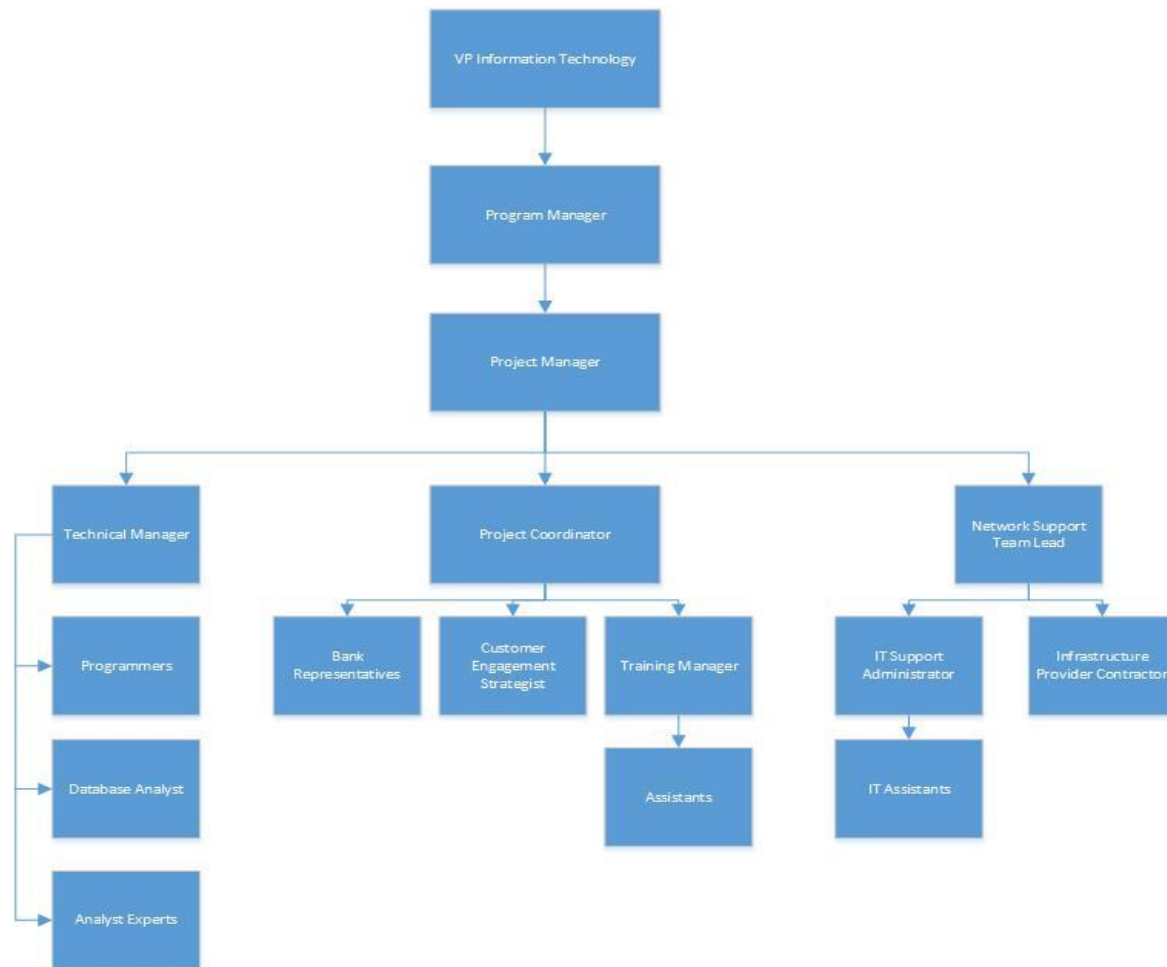 VP Information Technology
Program Manager
Project Manager
Technical Manager
Project Coordinator
Network Support
Team Lead
Programmers
Bank
Representatives
Customer
Engagement
Strategist
Training Manager
IT Support
Administrator
Infrastructure
Provider Contractor
Database Analyst
Assistants
IT Assistants
Analyst Experts